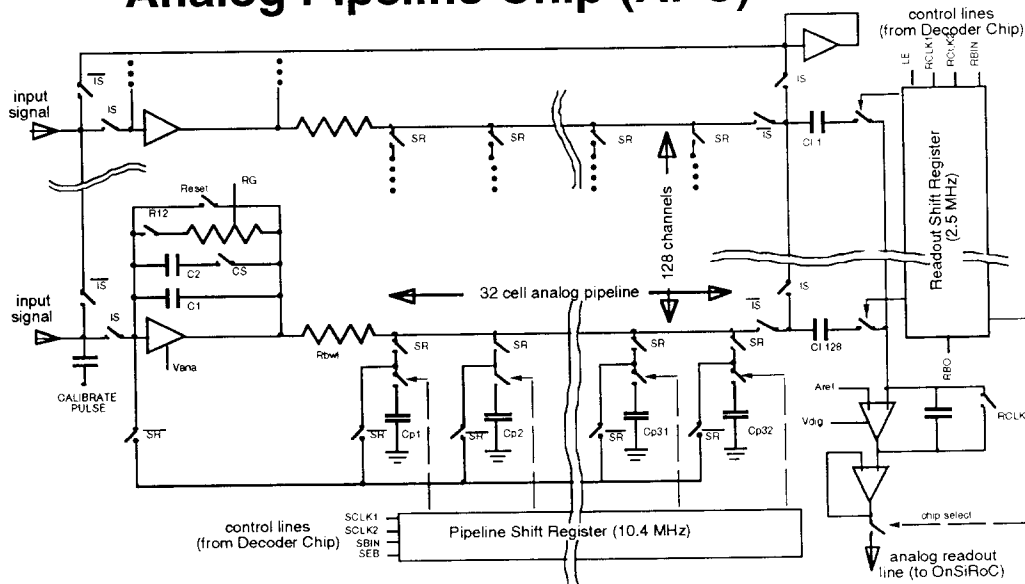 Analog Pipeline Chip (APC)
control lines
(from Decoder Chip)
LE
RCLK1
RCLK2
RBIN
IS
IS
input
signal
IS
SR
SR
SR
SR
IS
CI 1
Readout Shift Register
(2.5 MHz)
128 channels
Reset
RG
R12
C2
CS
C1
IS
32 cell analog pipeline
IS
IS
input
signal
IS
Rbwl
SR
SR
SR
SR
CI 128
Vana
CALIBRATE
PULSE
RBO
Aref
Vdig
RCLK
SR
SR
Cp1
SR
Cp2
SR
Cp31
SR
Cp32
control lines
(from Decoder Chip)
SCLK1
SCLK2
SBIN
SEB
Pipeline Shift Register (10.4 MHz)
chip select
analog readout
line (to OnSiRoC)